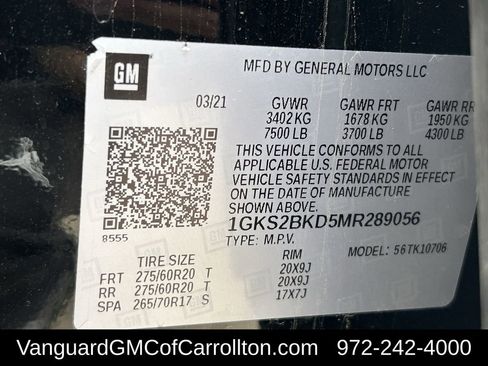 GM
MFD BY GENERAL MOTORS LLC
03/21 GVWR GAWR FRT GAWR RR
3402 KG 1678 KG 1950 KG
7500 LB 3700 LB 4300 LB
THIS VEHICLE CONFORMS TO ALL
APPLICABLE U.S. FEDERAL MOTOR
VEHICLE SAFETY STANDARDS IN EFFECT
ON THE DATE OF MANUFACTURE
SHOWN ABOVE.
8555
1GKS2BKD5MR289056
TYPE: M.P.V. MODEL: 56TK10706
TIRE SIZE RIM
FRT 275/60R20 T 20X9J
RR 275/60R20 T 20X9J
SPA 265/70R17 S 17X7J
VanguardGMCofCarrollton.com 972-242-4000